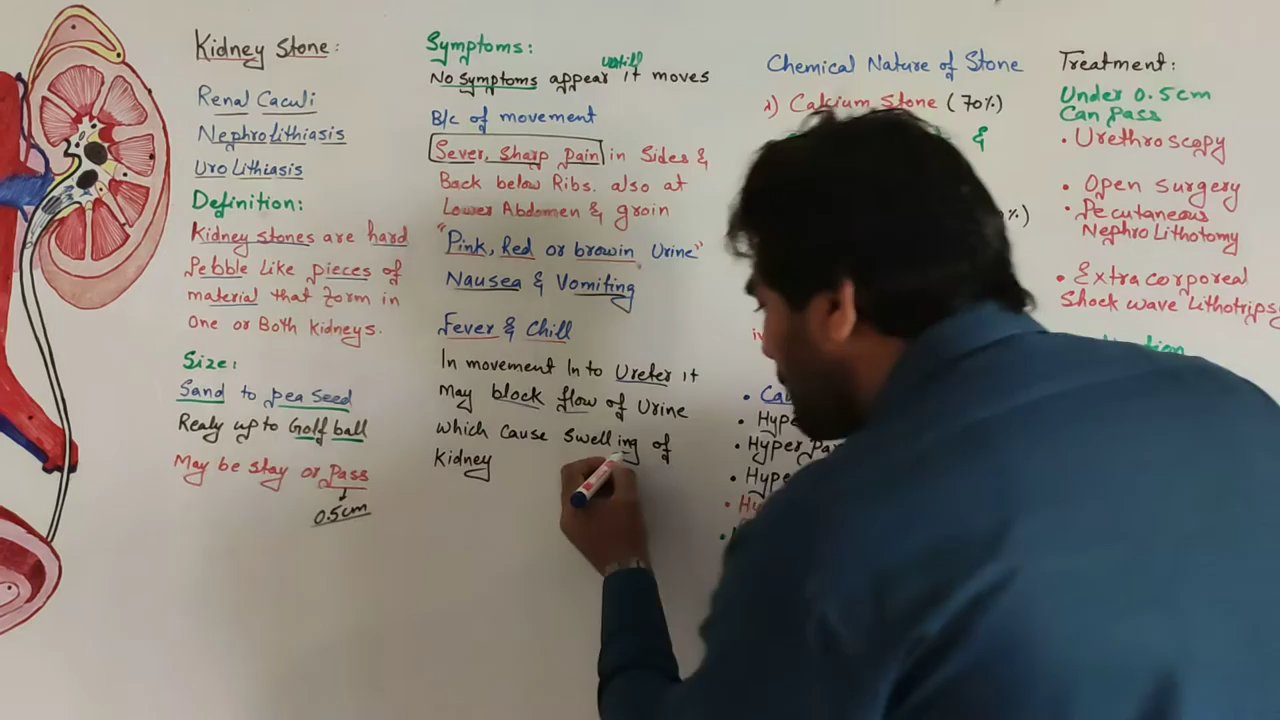 Kidney Stone:
Renal Caculi
Nephrolithiasis
Uro Lithiasis
Definition:
Kidney stones are hard
Pebble Like pieces of
material that Form in
One or Both kidneys.
Size:
Sand to pea seed
Realy up to Golf ball
May be stay or Pass
0.5cm
Symptoms:
until
No Symptoms appear it moves
B/c of movement
Sever, Sharp pain in Sides &
Back below Ribs. also at
Lower Abdomen & groin
"Pink, Red or browin Urine"
Nausea & Vomiting
Fever & Chill
In movement In to Ureter it
May block flow of Urine
which Cause Swelling of
Kidney
Chemical Nature of Stone
Calcium Stone (70%)
&
%)
• Hyper Par
Treatment:
Under 0.5cm
Can pass
• Urethroscopy
• Open Surgery
• Pecutaneous
Nephro Lithotomy
• Extra corporeal
Shock wave Lithotrips